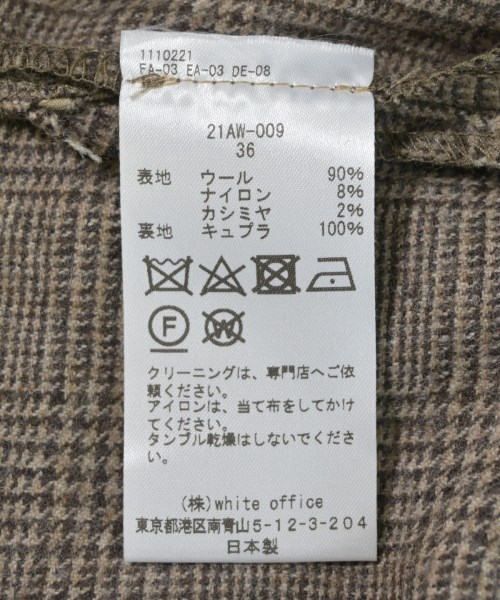 1110221
FA-03 EA-03 DE-08
21AW-009
36
表地 ウール 90%
ナイロン 8%
カシミヤ 2%
裏地 キュプラ 100%
F W
クリーニングは、専門店へご依
頼ください。
アイロンは、当て布をしてかけ
てください。
タンブル乾燥はしないでくださ
い。
(株)white office
東京都港区南青山5-12-3-204
日本製